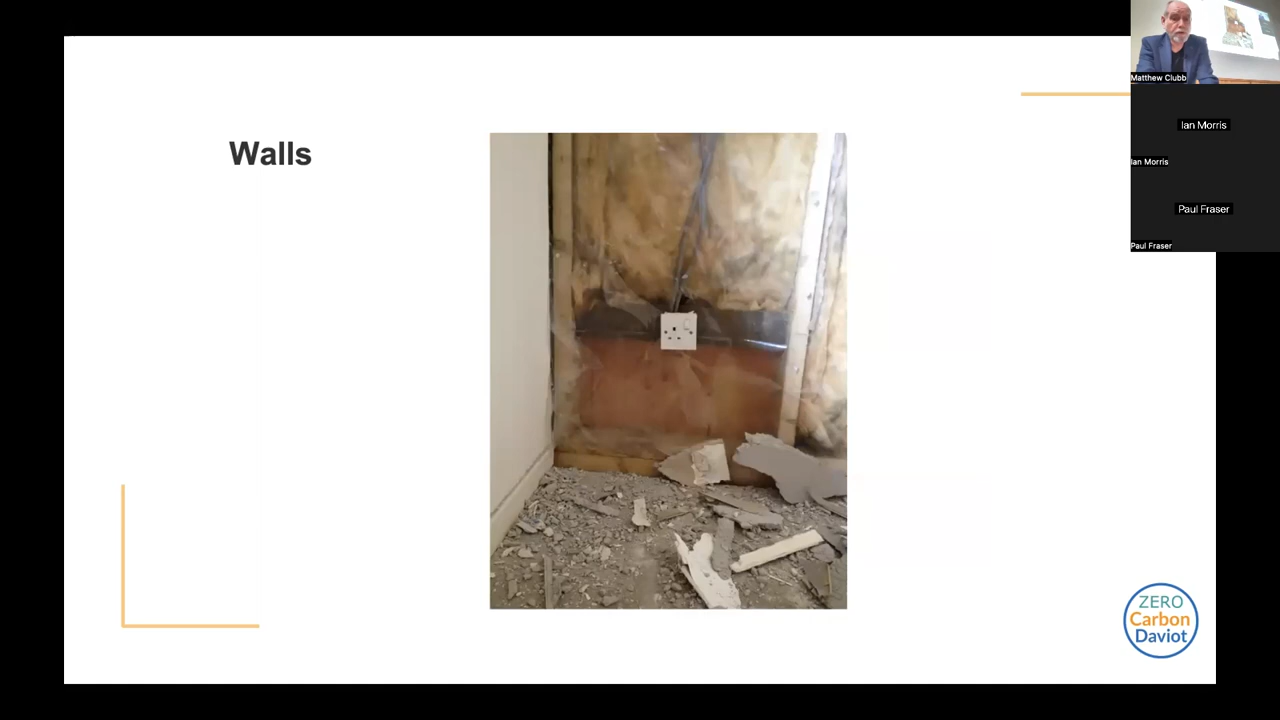 Walls
Matthew Clubb
Ian Morris
Ian Morris
Paul Fraser
Paul Fraser
ZERO
Carbon
Daviot